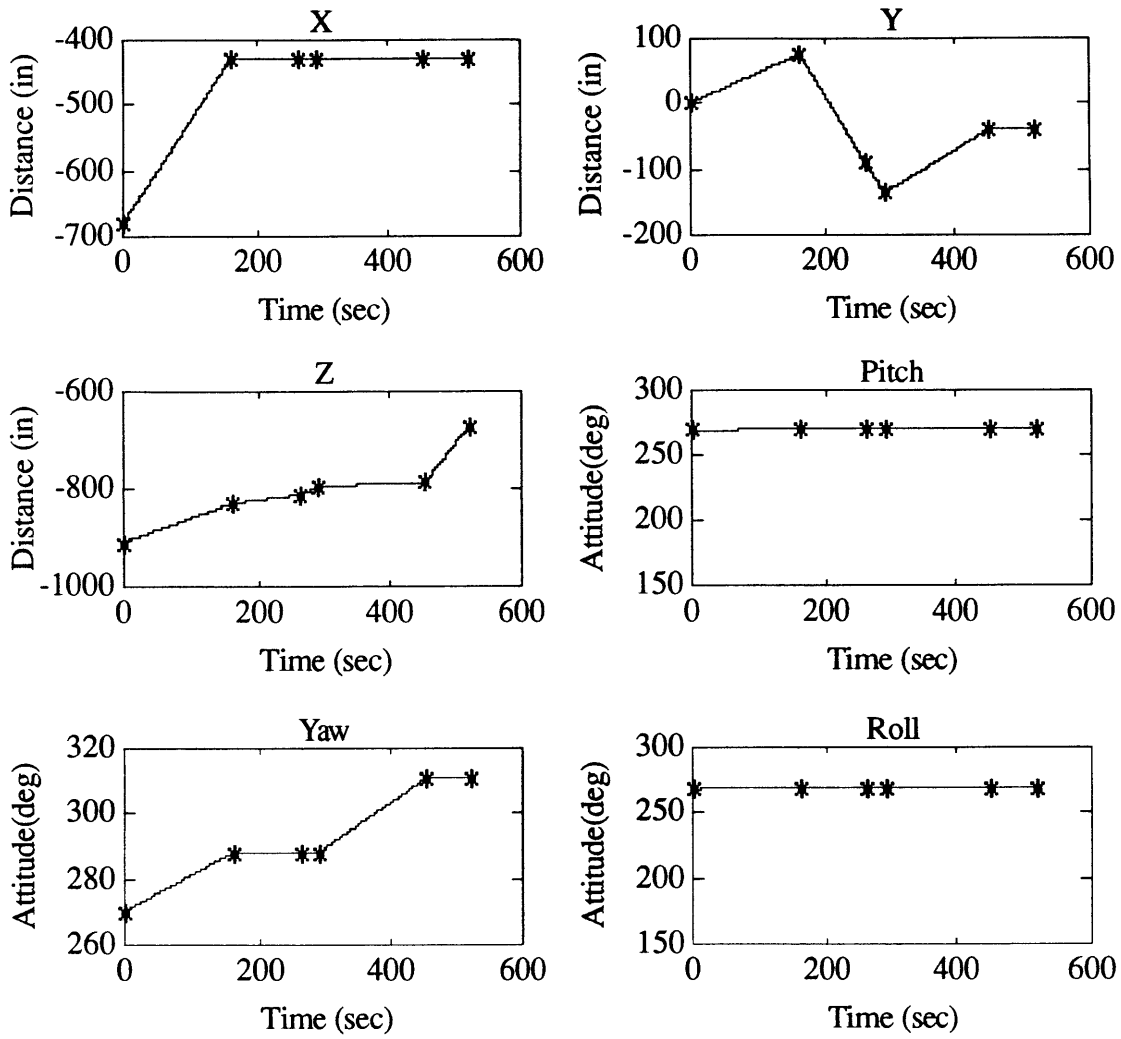 X
Distance (in)
-400
-500
-600
-700
0 200 400 600
Time (sec)
Y
Distance (in)
100
0
-100
-200
0 200 400 600
Time (sec)
Z
Distance (in)
-600
-800
-1000
0 200 400 600
Time (sec)
Pitch
Attitude(deg)
300
250
200
150
0 200 400 600
Time (sec)
Yaw
Attitude(deg)
320
300
280
260
0 200 400 600
Time (sec)
Roll
Attitude(deg)
300
250
200
150
0 200 400 600
Time (sec)